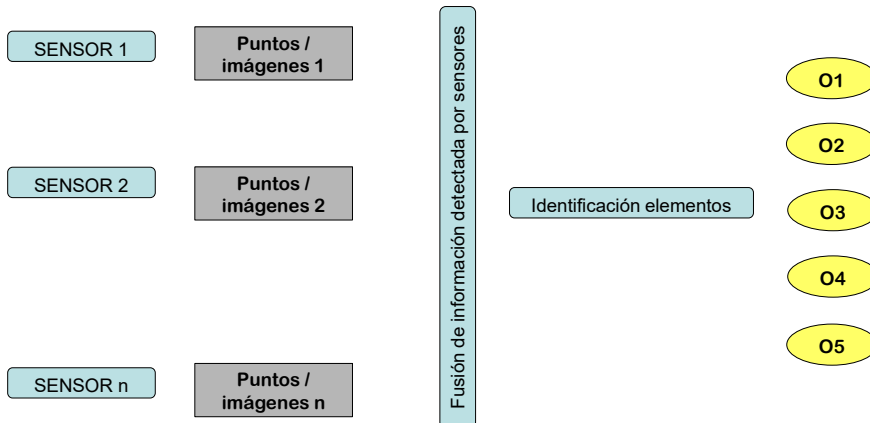 SENSOR 1
Puntos /
imágenes 1
SENSOR 2
Puntos /
imágenes 2
SENSOR n
Puntos /
imágenes n
Fusión de información detectada por sensores
Identificación elementos
O1
O2
O3
O4
O5